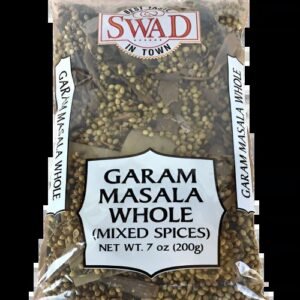 BEST TASTE
SWAD
IN TOWN
GARAM MASALA WHOLE
GARAM MASALA WHOLE
GARAM
MASALA
WHOLE
(MIXED SPICES)
NET WT. 7 oz (200g)